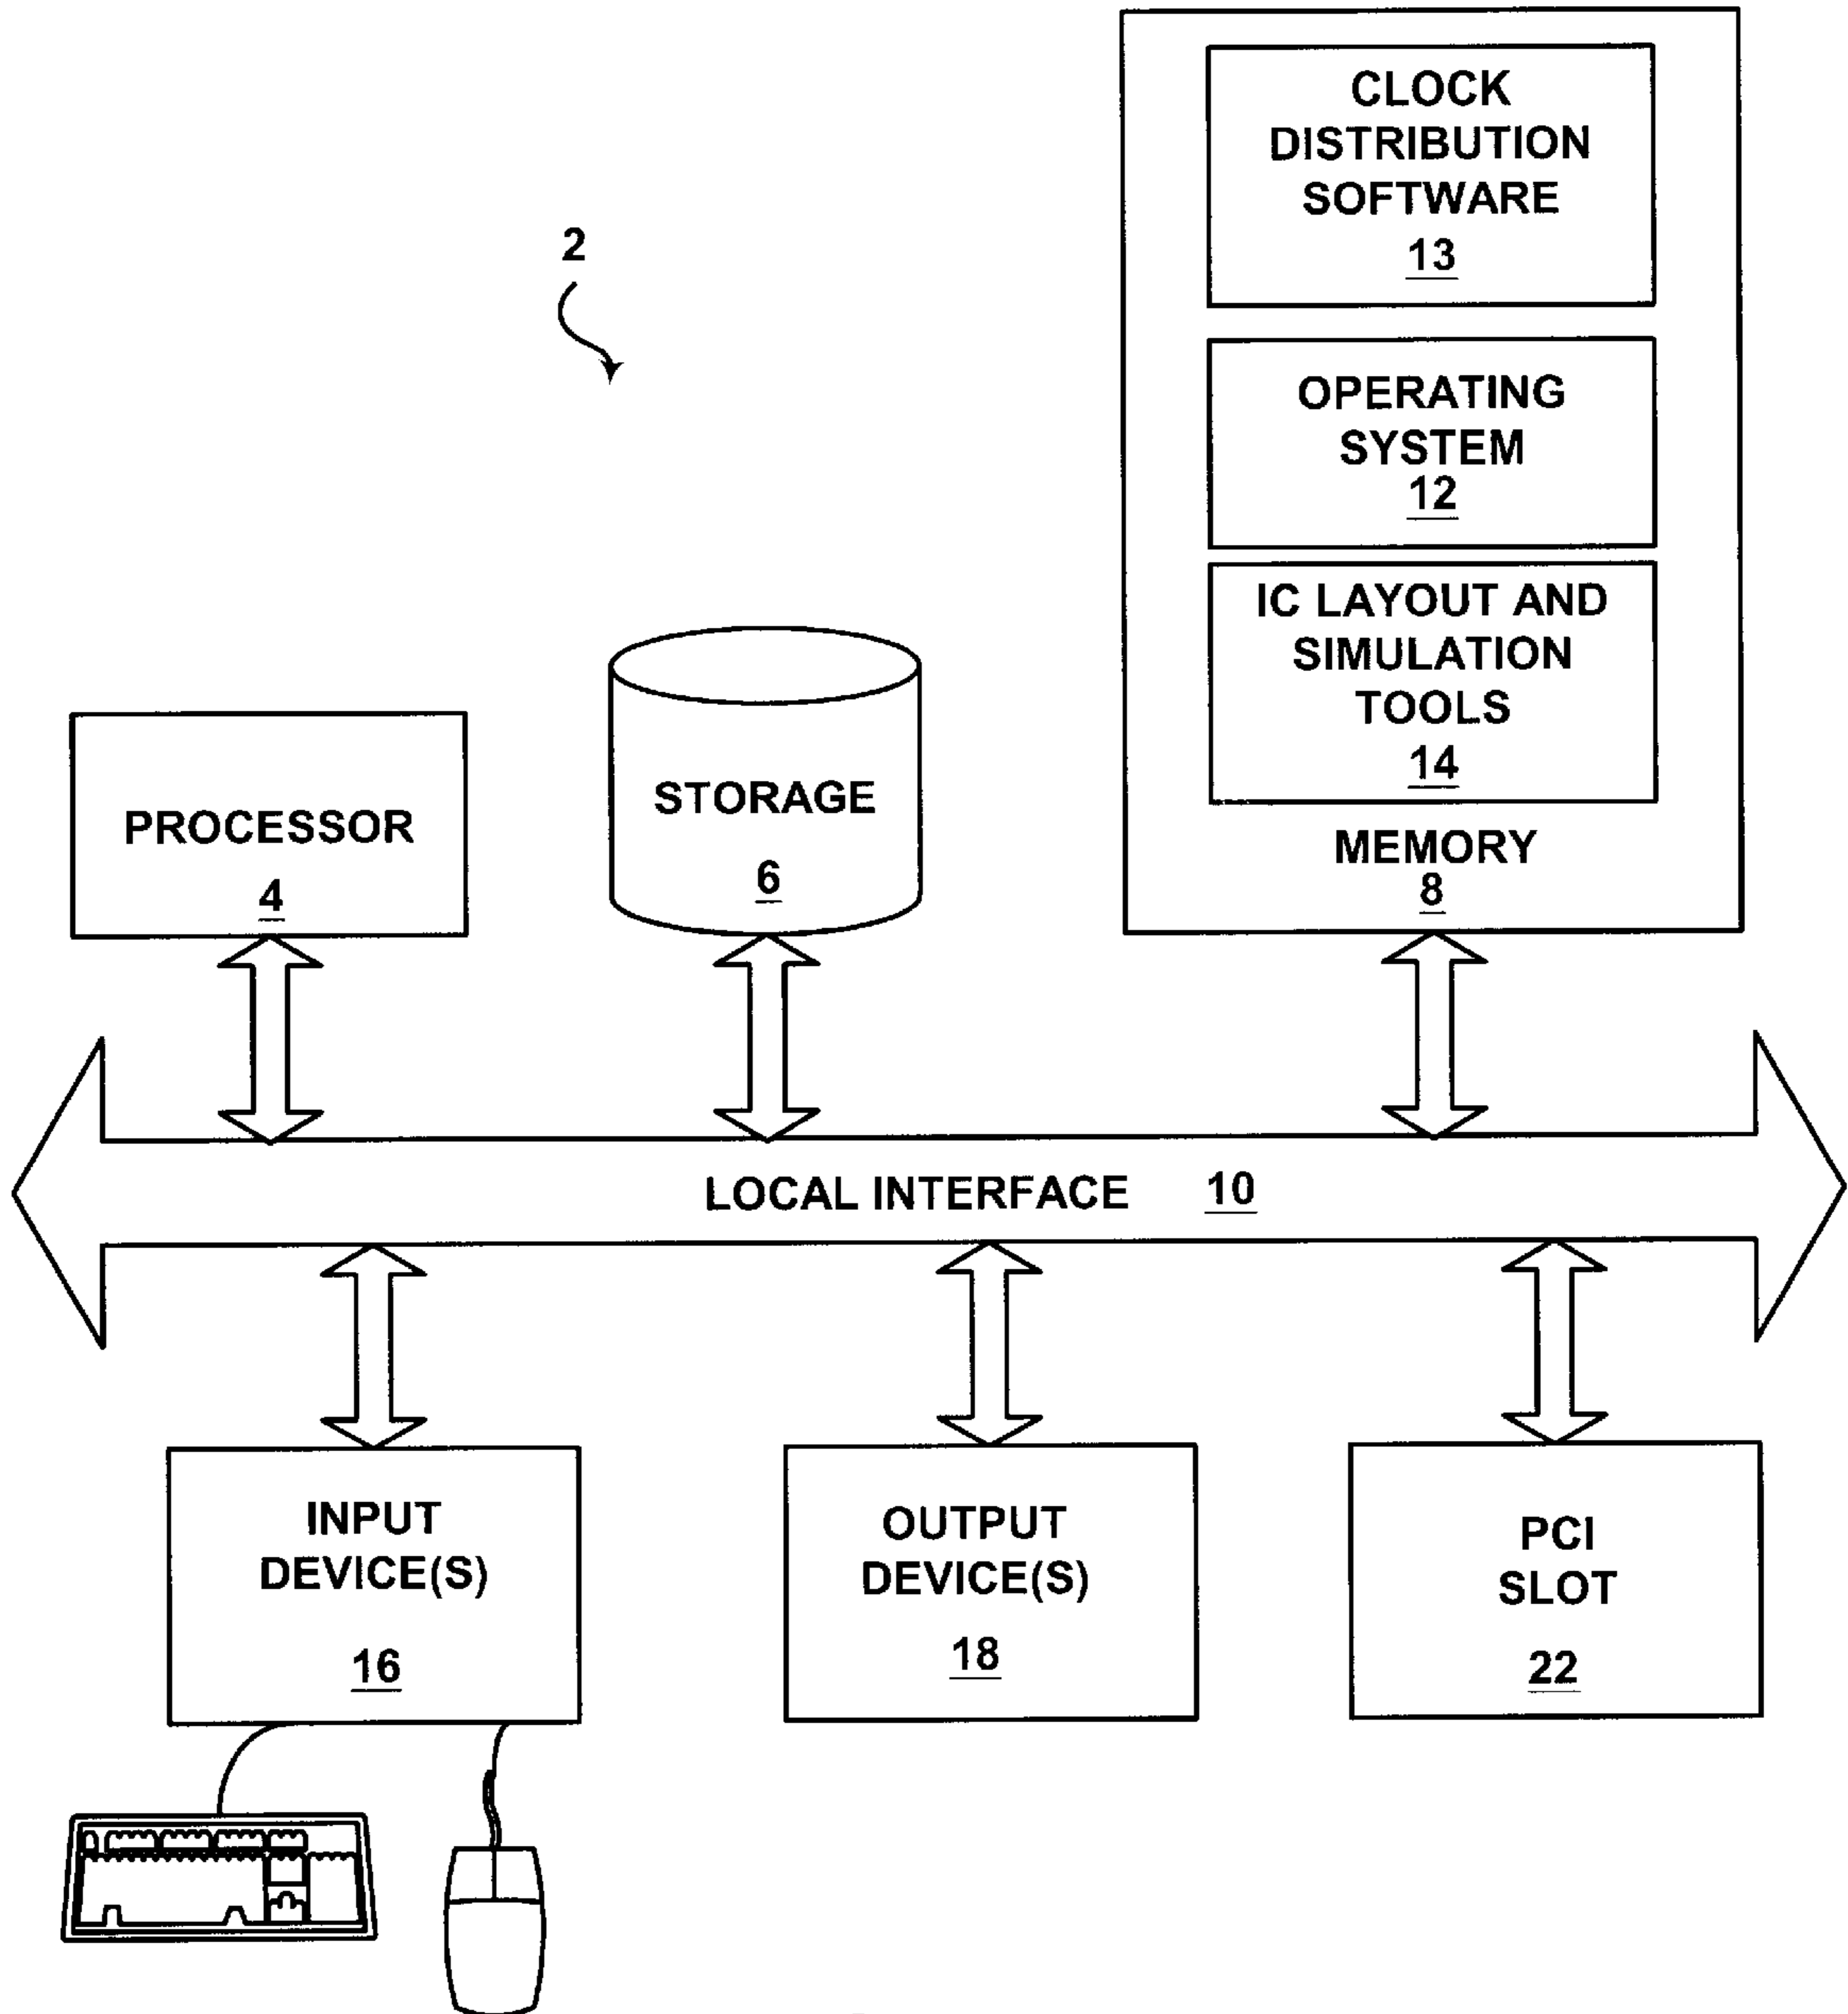 CLOCK
DISTRIBUTION
SOFTWARE
13
2
OPERATING
SYSTEM
12
IC LAYOUT AND
SIMULATION
TOOLS
14
MEMORY
8
STORAGE
6
PROCESSOR
4
LOCAL INTERFACE 10
INPUT
DEVICE(S)
16
OUTPUT
DEVICE(S)
18
PCI
SLOT
22